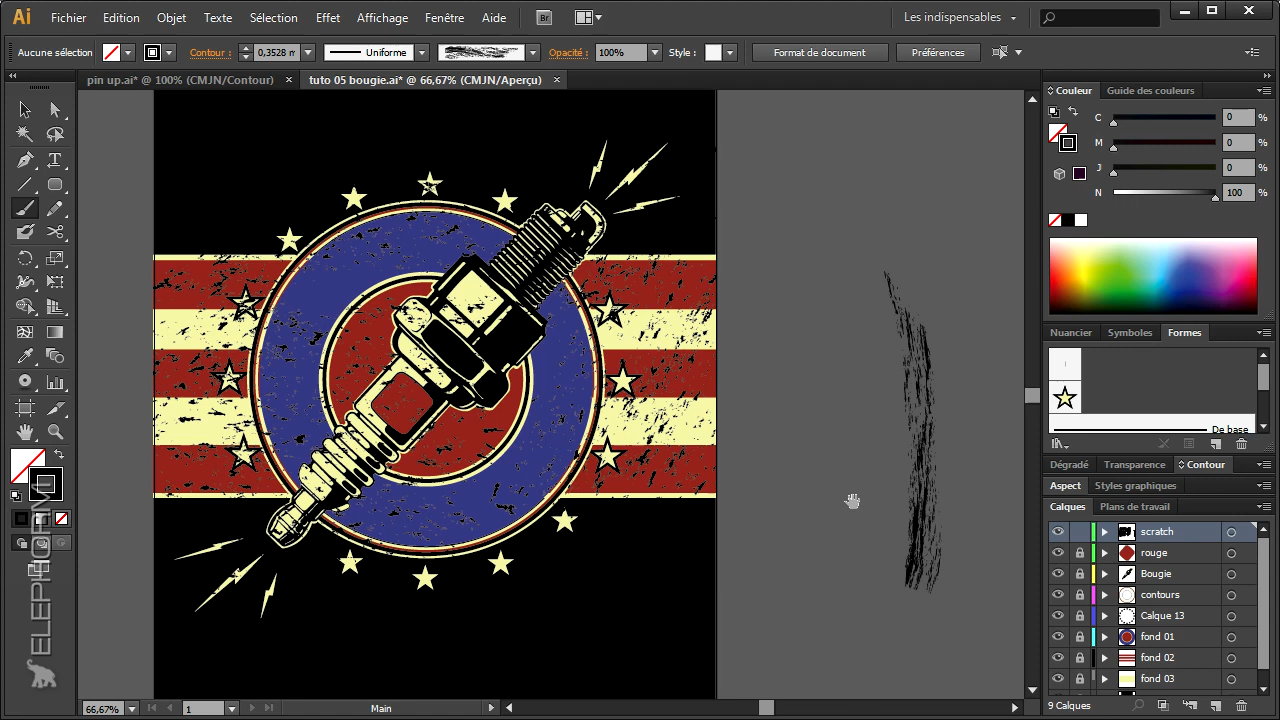 Ai Fichier Edition Objet Texte Sélection Effet Affichage Fenêtre Aide Br Les indispensables
Aucune sélection Contour : 0,3528 m Uniforme Opacité : 100% Style : Format de document Préférences
pin up.ai* @ 100% (CMJN/Contour) tuto 05 bougie.ai* @ 66,67% (CMJN/Aperçu)
Couleur Guide des couleurs
C 0 %
M 0 %
J 0 %
N 100 %
Nuancier Symboles Formes
De base
Dégradé Transparence Contour
Aspect Styles graphiques
Calques Plans de travail
scratch
rouge
Bougie
contours
Calque 13
fond 01
fond 02
fond 03
9 Calques
ELEPHORM
66,67% 1 Main